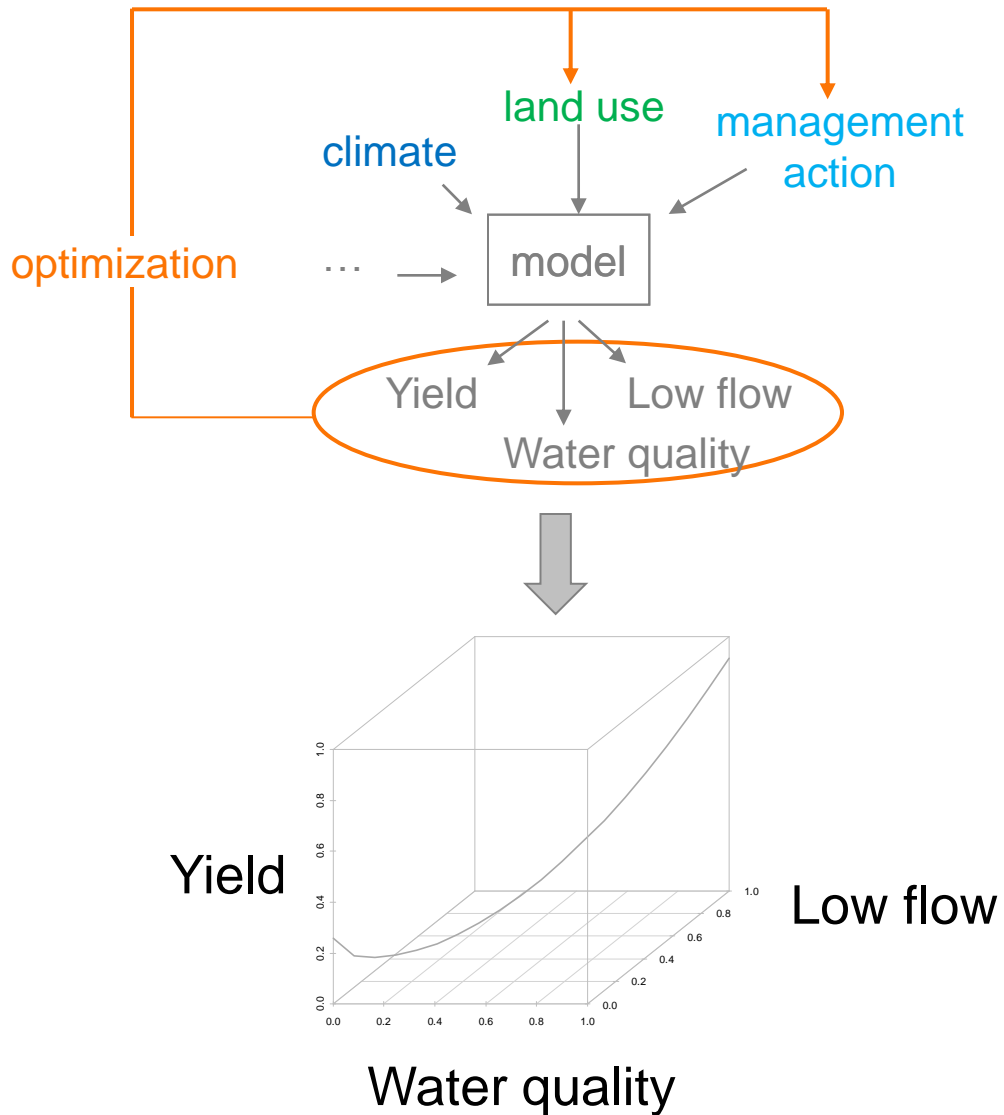 land use
management
action
climate
optimization
...
model
Yield
Low flow
Water quality
1.0
0.8
0.6
0.4
0.2
0.0
Yield
1.0
0.8
0.6
0.4
0.2
0.0
Low flow
0.0 0.2 0.4 0.6 0.8 1.0
Water quality